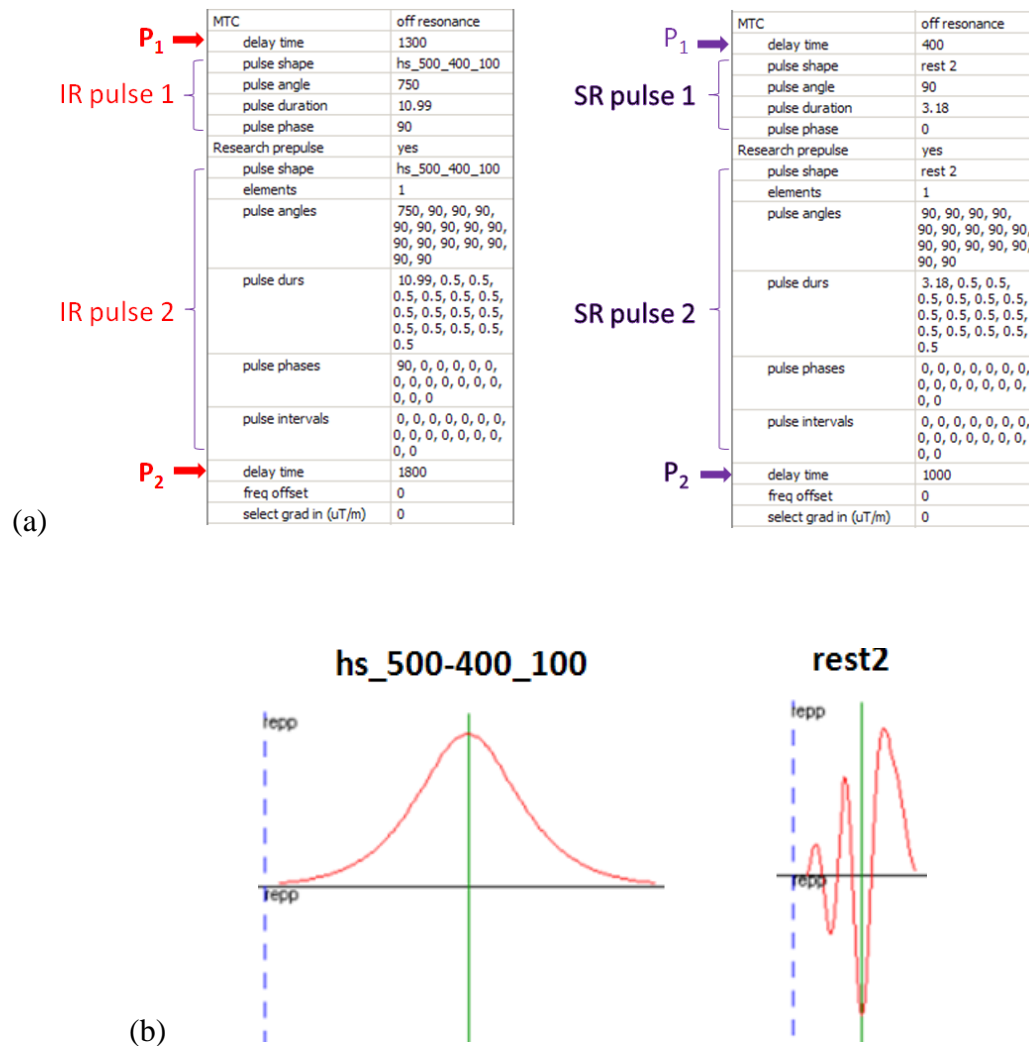 MTC off resonance
P1 delay time 1300
pulse shape hs_500_400_100
IR pulse 1 pulse angle 750
pulse duration 10.99
pulse phase 90
Research prepulse yes
pulse shape hs_500_400_100
elements 1
pulse angles 750, 90, 90, 90,
90, 90, 90, 90, 90, 90,
90, 90, 90, 90, 90, 90,
90, 90
IR pulse 2 pulse durs 10.99, 0.5, 0.5,
0.5, 0.5, 0.5, 0.5,
0.5, 0.5, 0.5, 0.5,
0.5, 0.5, 0.5, 0.5,
0.5
pulse phases 90, 0, 0, 0, 0, 0,
0, 0, 0, 0, 0, 0, 0,
0, 0, 0
pulse intervals 0, 0, 0, 0, 0, 0, 0,
0, 0, 0, 0, 0, 0, 0,
0, 0
P2 delay time 1800
freq offset 0
select grad in (uT/m) 0
MTC off resonance
P1 delay time 400
pulse shape rest 2
SR pulse 1 pulse angle 90
pulse duration 3.18
pulse phase 0
Research prepulse yes
pulse shape rest 2
elements 1
pulse angles 90, 90, 90, 90,
90, 90, 90, 90, 90, 90,
90, 90, 90, 90, 90, 90,
90, 90
SR pulse 2 pulse durs 3.18, 0.5, 0.5,
0.5, 0.5, 0.5, 0.5,
0.5, 0.5, 0.5, 0.5,
0.5, 0.5, 0.5, 0.5,
0.5
pulse phases 0, 0, 0, 0, 0, 0, 0,
0, 0, 0, 0, 0, 0, 0,
0, 0
pulse intervals 0, 0, 0, 0, 0, 0, 0,
0, 0, 0, 0, 0, 0, 0,
0, 0
P2 delay time 1000
freq offset 0
select grad in (uT/m) 0
(a)
hs_500-400_100 rest2
repp repp
repp repp
(b)